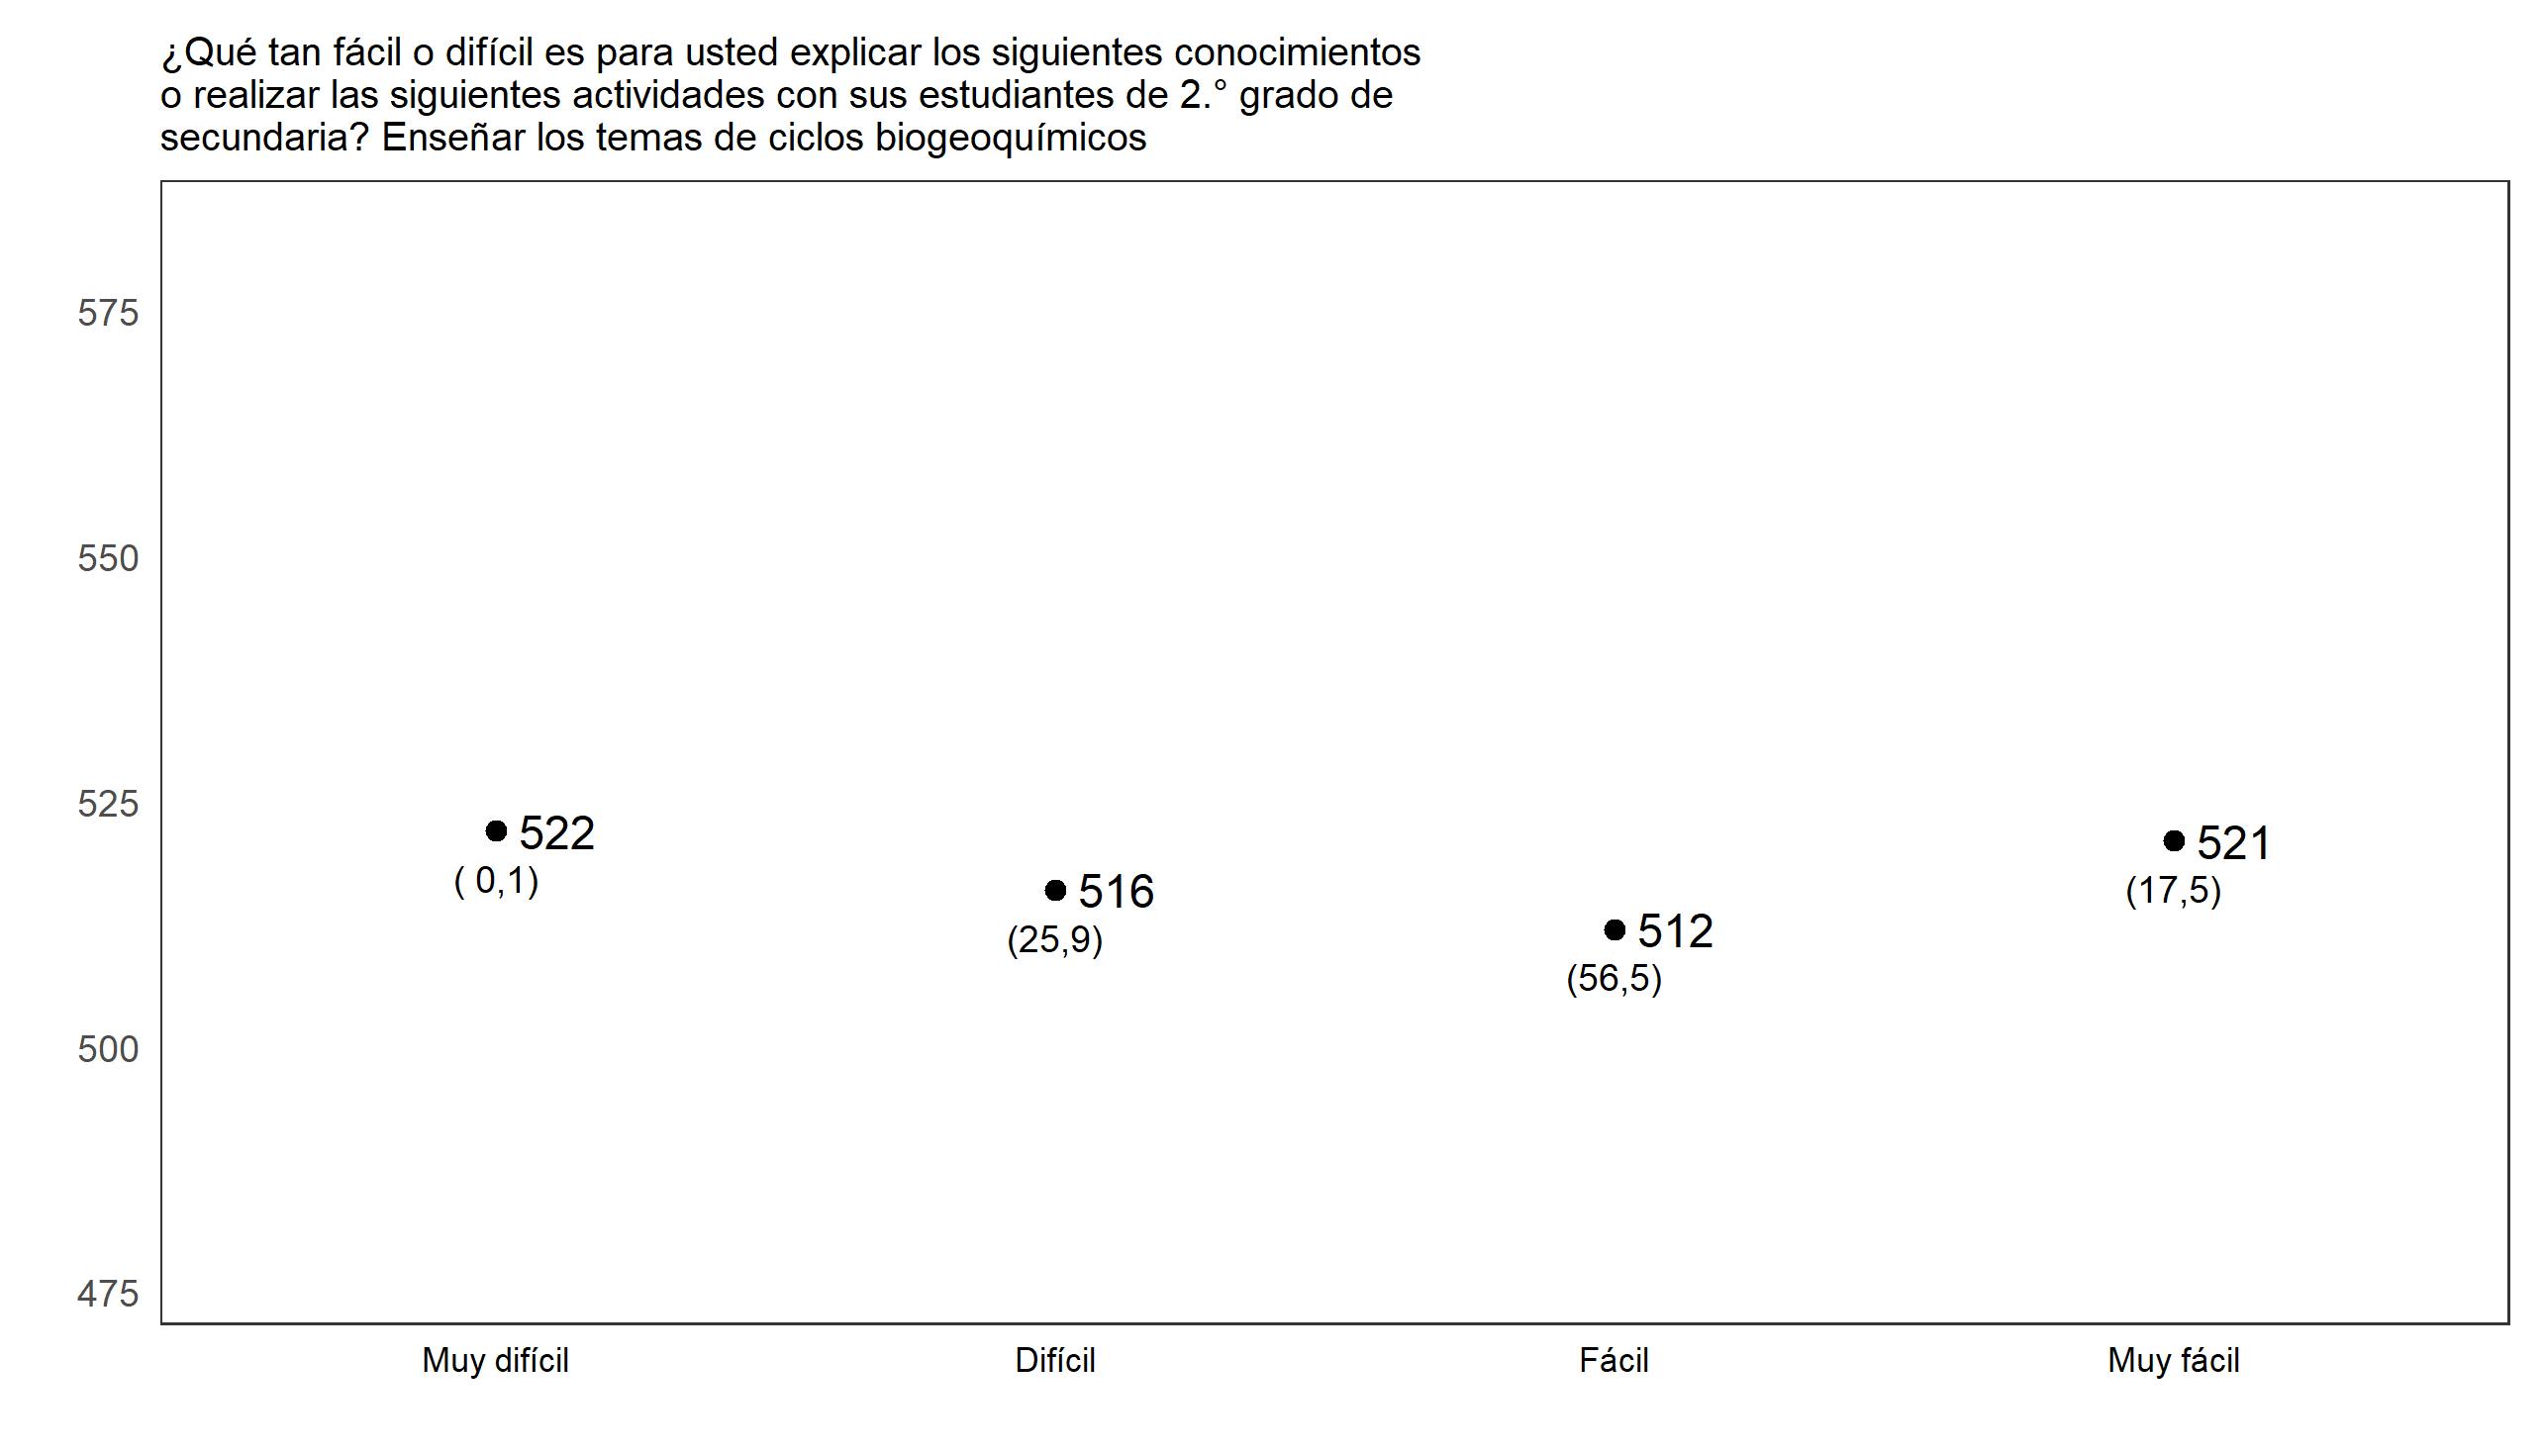 ¿Qué tan fácil o difícil es para usted explicar los siguientes conocimientos
o realizar las siguientes actividades con sus estudiantes de 2.° grado de
secundaria? Enseñar los temas de ciclos biogeoquímicos
575
550
525
500
475
522
( 0,1)
516
(25,9)
512
(56,5)
521
(17,5)
Muy difícil
Difícil
Fácil
Muy fácil